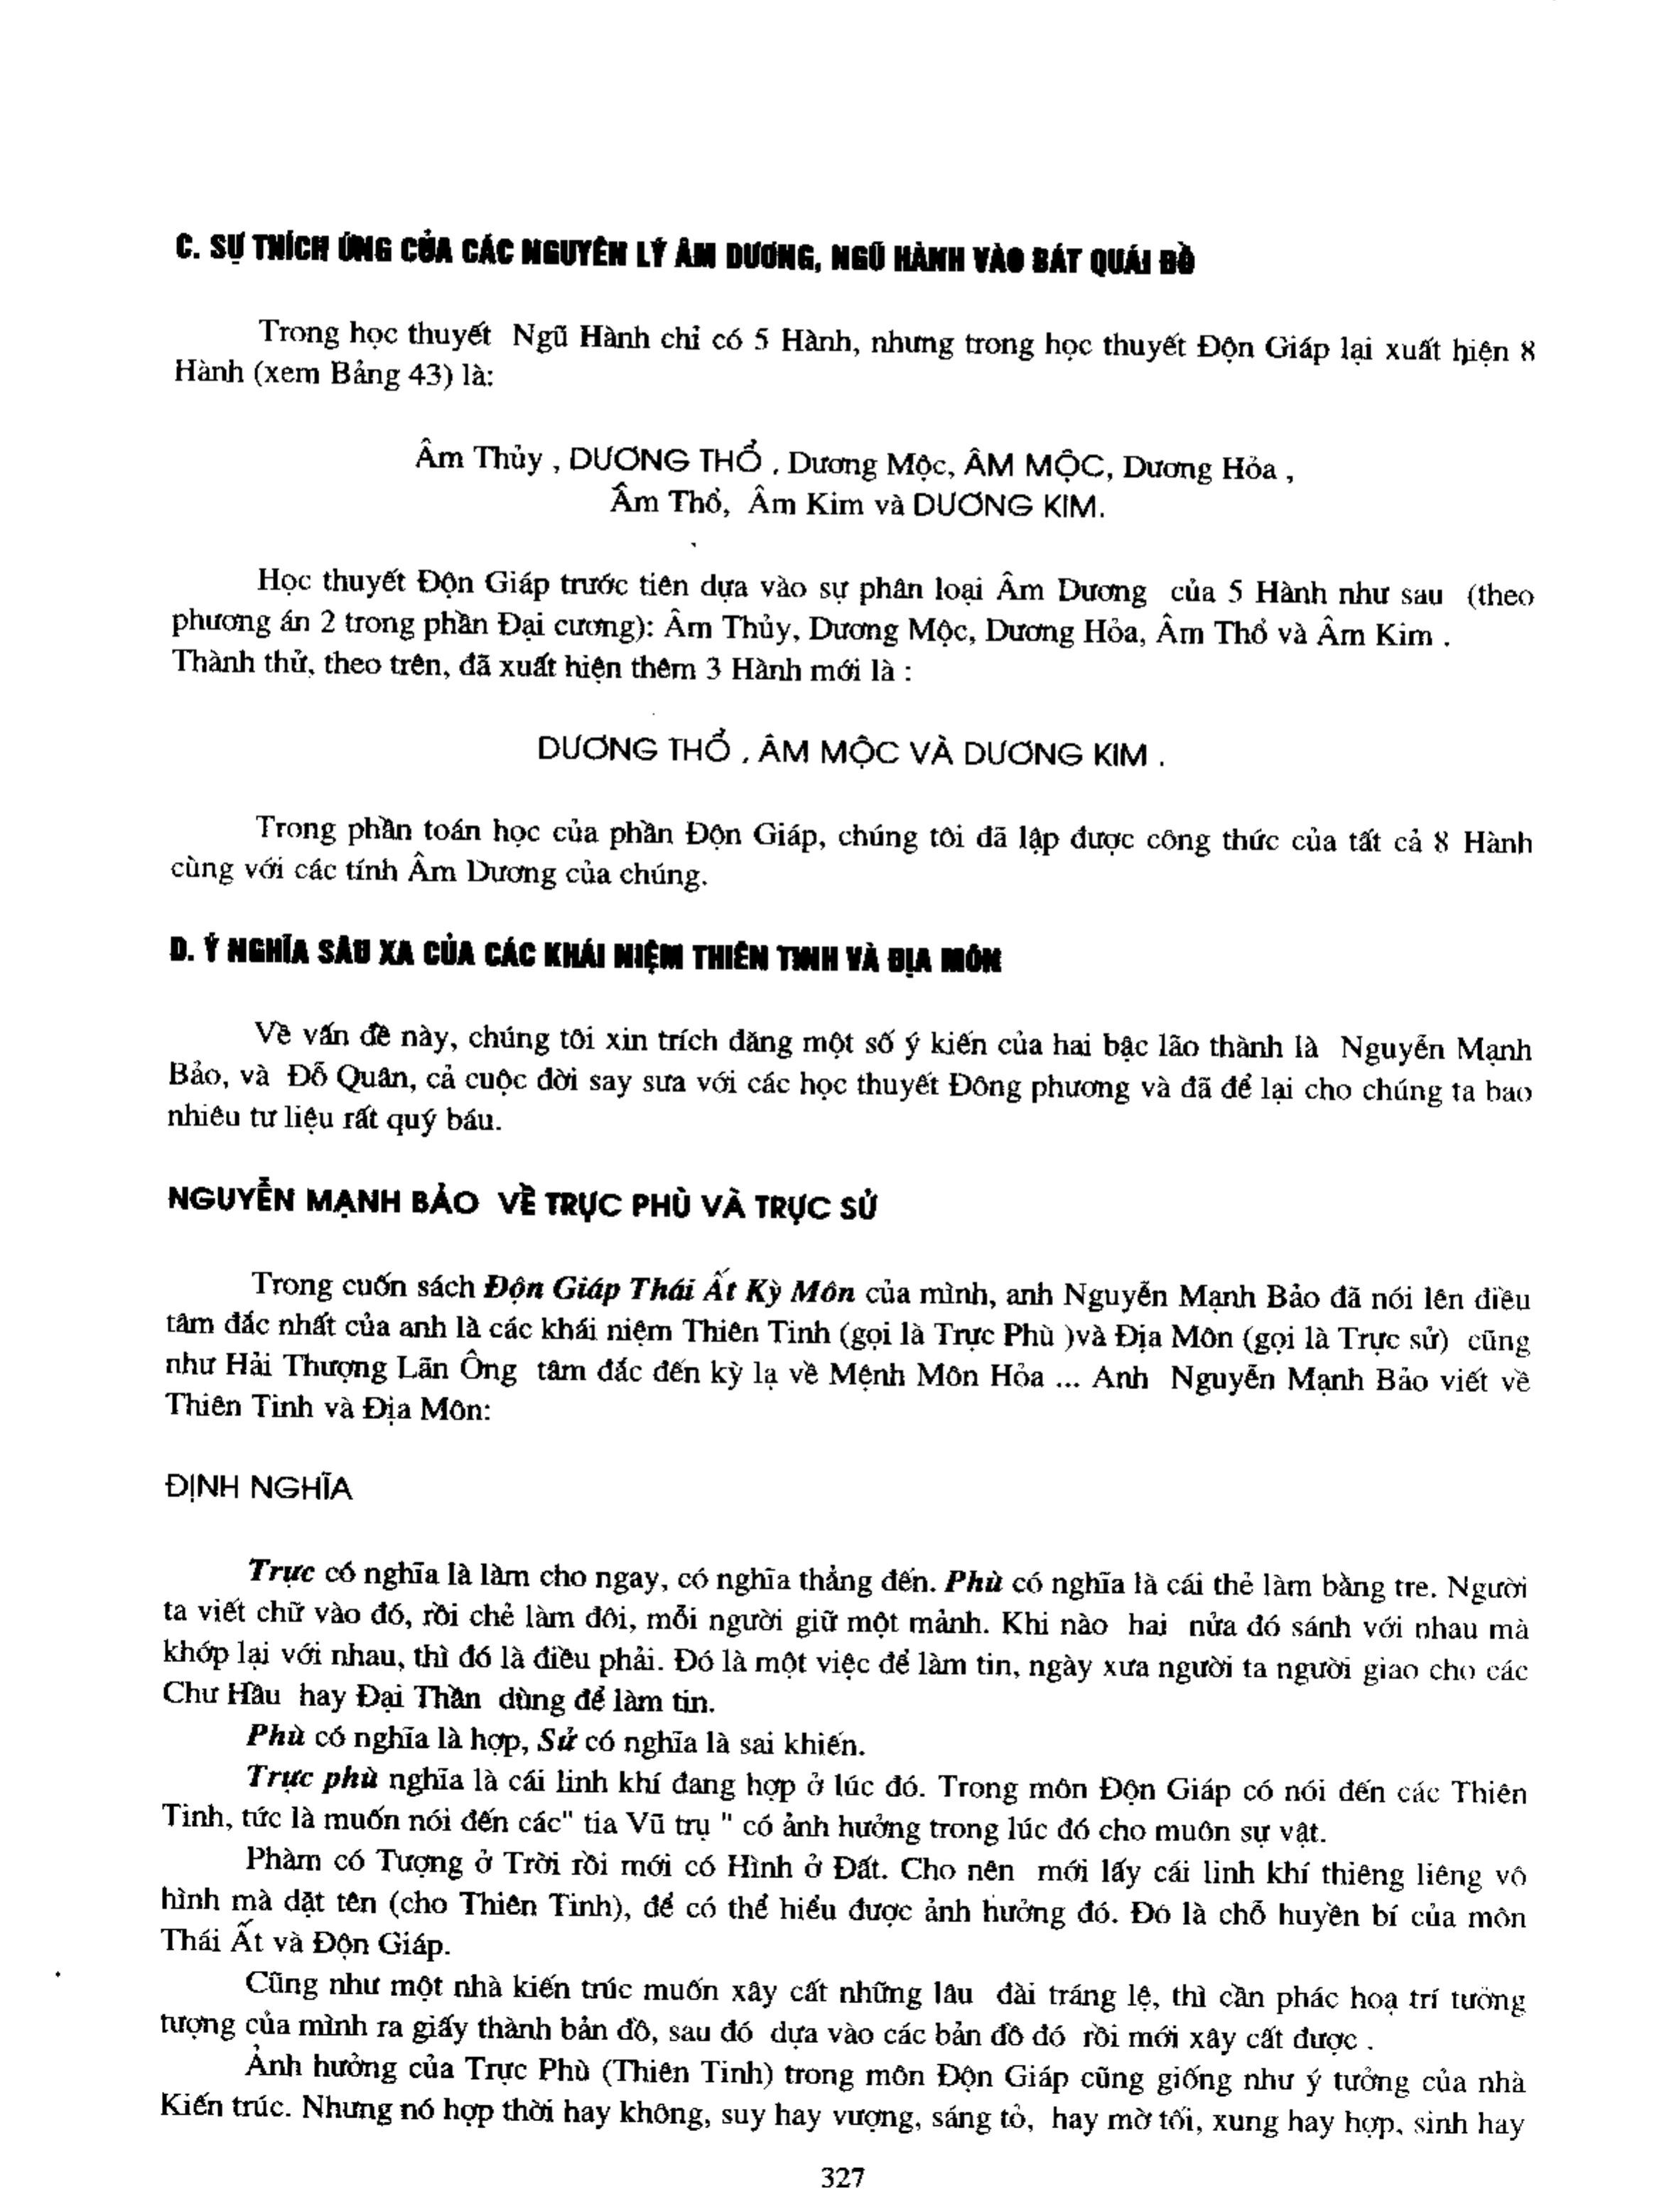 C. SỰ THÍCH ỨNG CỦA CÁC NGUYÊN LÝ ÂM DƯƠNG, NGŨ HÀNH VÀO BÁT QUÁI ĐỒ
Trong học thuyết Ngũ Hành chỉ có 5 Hành, nhưng trong học thuyết Độn Giáp lại xuất hiện 8
Hành (xem Bảng 43) là:
Âm Thủy , DƯƠNG THỔ , Dương Mộc, ÂM MỘC, Dương Hỏa ,
Âm Thổ, Âm Kim và DƯƠNG KIM.
Học thuyết Độn Giáp trước tiên dựa vào sự phân loại Âm Dương của 5 Hành như sau (theo
phương án 2 trong phần Đại cương): Âm Thủy, Dương Mộc, Dương Hỏa, Âm Thổ và Âm Kim .
Thành thử, theo trên, đã xuất hiện thêm 3 Hành mới là :
DƯƠNG THỔ , ÂM MỘC VÀ DƯƠNG KIM .
Trong phần toán học của phần Độn Giáp, chúng tôi đã lập được công thức của tất cả 8 Hành
cùng với các tính Âm Dương của chúng.
D. Ý NGHĨA SÂU XA CỦA CÁC KHÁI NIỆM THIÊN TINH VÀ ĐỊA MÔN
Về vấn đề này, chúng tôi xin trích đăng một số ý kiến của hai bậc lão thành là Nguyễn Mạnh
Bảo, và Đỗ Quân, cả cuộc đời say sưa với các học thuyết Đông phương và đã để lại cho chúng ta bao
nhiêu tư liệu rất quý báu.
NGUYỄN MẠNH BẢO VỀ TRỰC PHÙ VÀ TRỰC SỬ
Trong cuốn sách Độn Giáp Thái Ất Kỳ Môn của mình, anh Nguyễn Mạnh Bảo đã nói lên điều
tâm đắc nhất của anh là các khái niệm Thiên Tinh (gọi là Trực Phù )và Địa Môn (gọi là Trực sử) cũng
như Hải Thượng Lãn Ông tâm đắc đến kỳ lạ về Mệnh Môn Hỏa ... Anh Nguyễn Mạnh Bảo viết về
Thiên Tinh và Địa Môn:
ĐỊNH NGHĨA
Trực có nghĩa là làm cho ngay, có nghĩa thẳng đến. Phù có nghĩa là cái thẻ làm bằng tre. Người
ta viết chữ vào đó, rồi chẻ làm đôi, mỗi người giữ một mảnh. Khi nào hai nửa đó sánh với nhau mà
khớp lại với nhau, thì đó là điều phải. Đó là một việc để làm tin, ngày xưa người ta người giao cho các
Chư Hầu hay Đại Thần dùng để làm tin.
Phù có nghĩa là hợp, Sử có nghĩa là sai khiến.
Trực phù nghĩa là cái linh khí đang hợp ở lúc đó. Trong môn Độn Giáp có nói đến các Thiên
Tinh, tức là muốn nói đến các" tia Vũ trụ " có ảnh hưởng trong lúc đó cho muôn sự vật.
Phàm có Tượng ở Trời rồi mới có Hình ở Đất. Cho nên mới lấy cái linh khí thiêng liêng vô
hình mà dặt tên (cho Thiên Tinh), để có thể hiểu được ảnh hưởng đó. Đó là chỗ huyền bí của môn
Thái Ất và Độn Giáp.
Cũng như một nhà kiến trúc muốn xây cất những lâu đài tráng lệ, thì cần phác hoạ trí tưởng
tượng của mình ra giấy thành bản đồ, sau đó dựa vào các bản đồ đó rồi mới xây cất được .
Ảnh hưởng của Trực Phù (Thiên Tinh) trong môn Độn Giáp cũng giống như ý tưởng của nhà
Kiến trúc. Nhưng nó hợp thời hay không, suy hay vượng, sáng tỏ, hay mờ tối, xung hay hợp, sinh hay
327